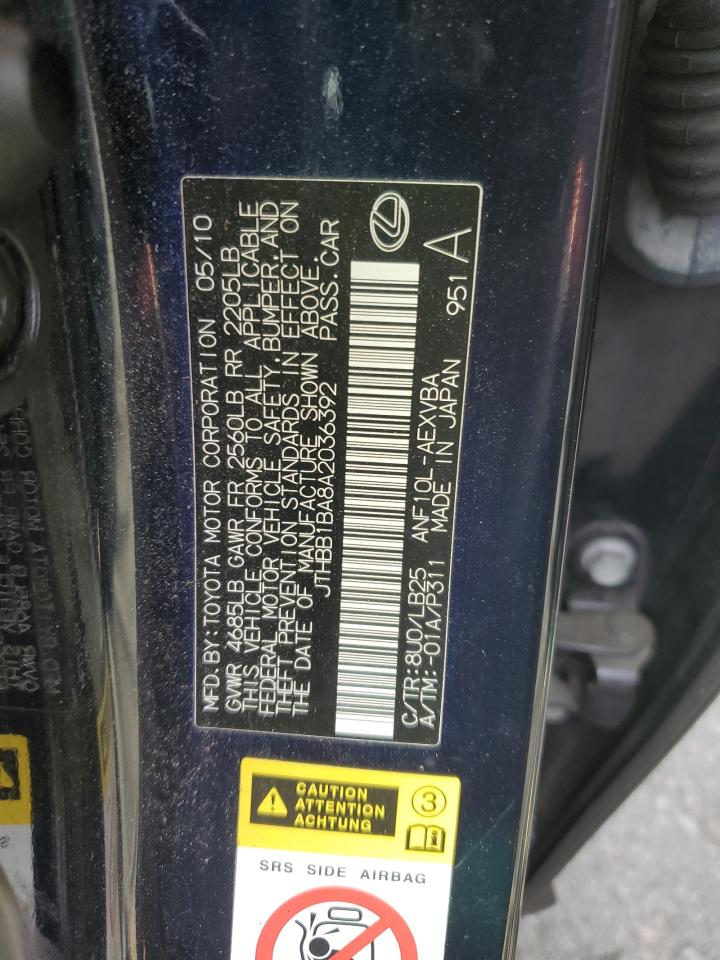 MFD.BY:TOYOTA MOTOR CORPORATION 05/10
GVWR 4685LB GAWR FR 2560LB RR 2205LB
THIS VEHICLE CONFORMS TO ALL APPLICABLE
FEDERAL MOTOR VEHICLE SAFETY,BUMPER,AND
THEFT PREVENTION STANDARDS IN EFFECT ON
THE DATE OF MANUFACTURE SHOWN ABOVE.
JTHBB1BA8A2036392 PASS.CAR
C/TR:8U0/LB25 ANF10L-AEXVBA
A/TM:-01A/P311 MADE IN JAPAN 951 A
CAUTION
ATTENTION
ACHTUNG
3
SRS SIDE AIRBAG